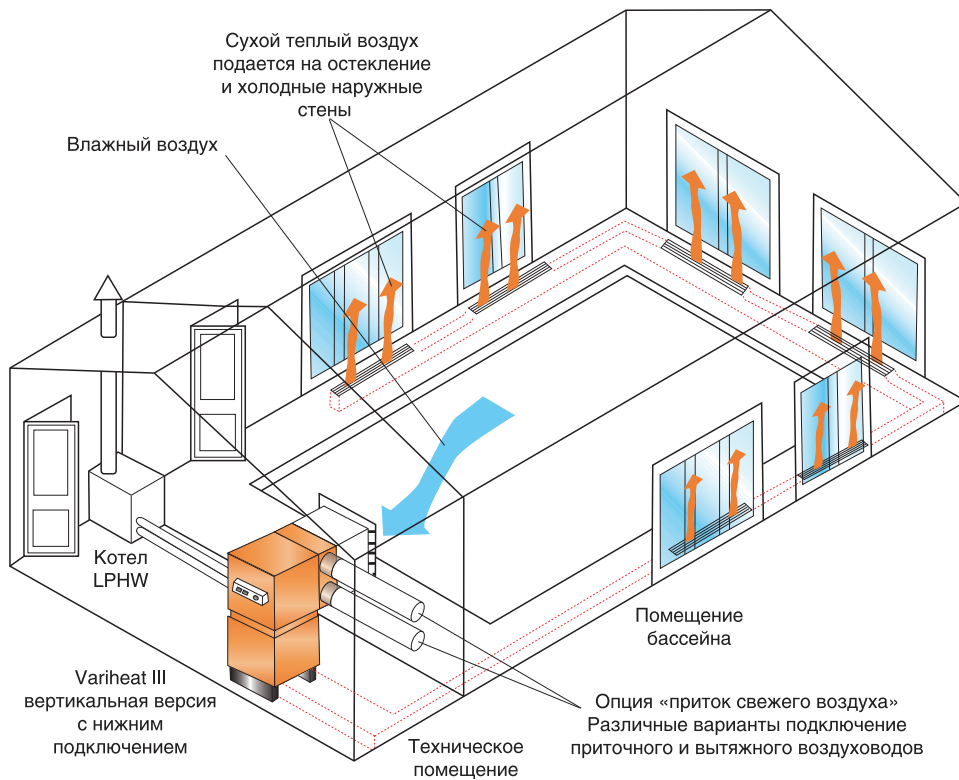 Сухой теплый воздух
подается на остекление
и холодные наружные
стены
Влажный воздух
Котел
LPHW
Variheat III
вертикальная версия
с нижним
подключением
Техническое
помещение
Помещение
бассейна
Опция «приток свежего воздуха»
Различные варианты подключение
приточного и вытяжного воздуховодов